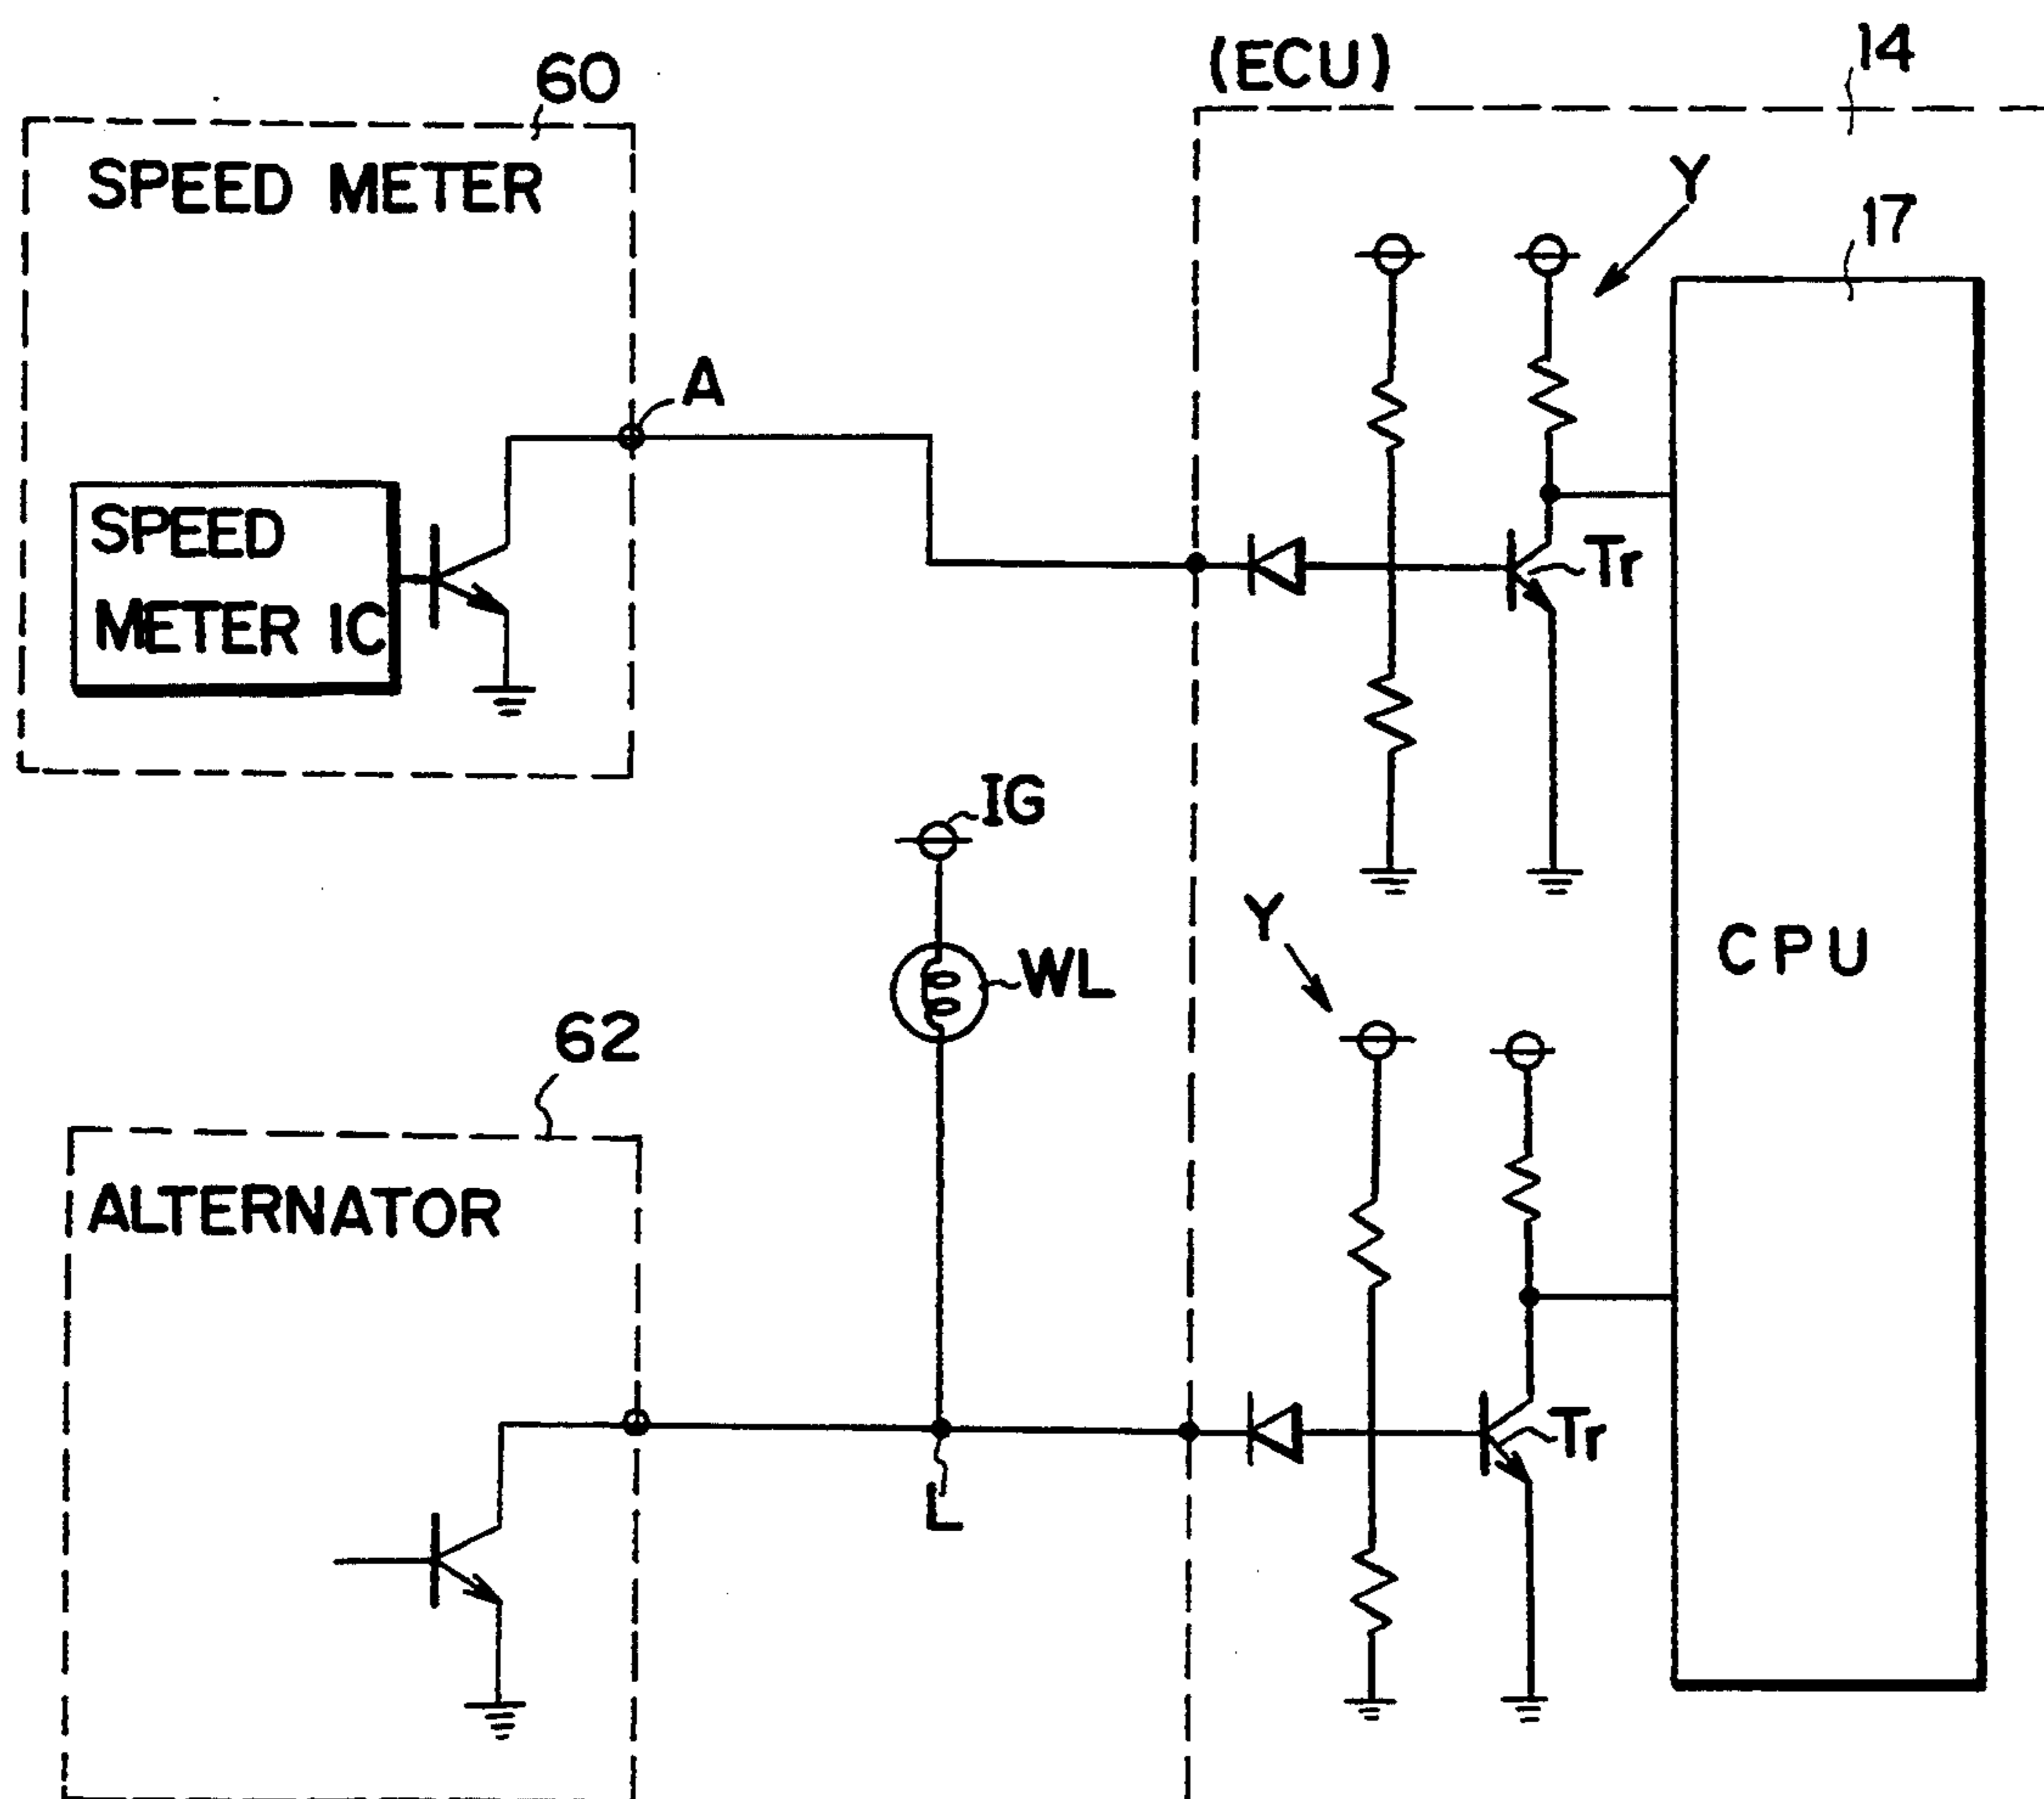 (ECU)
14
60
SPEED METER
Y
17
A
SPEED
METER IC
Tr
IG
Y
WL
CPU
62
ALTERNATOR
Tr
L